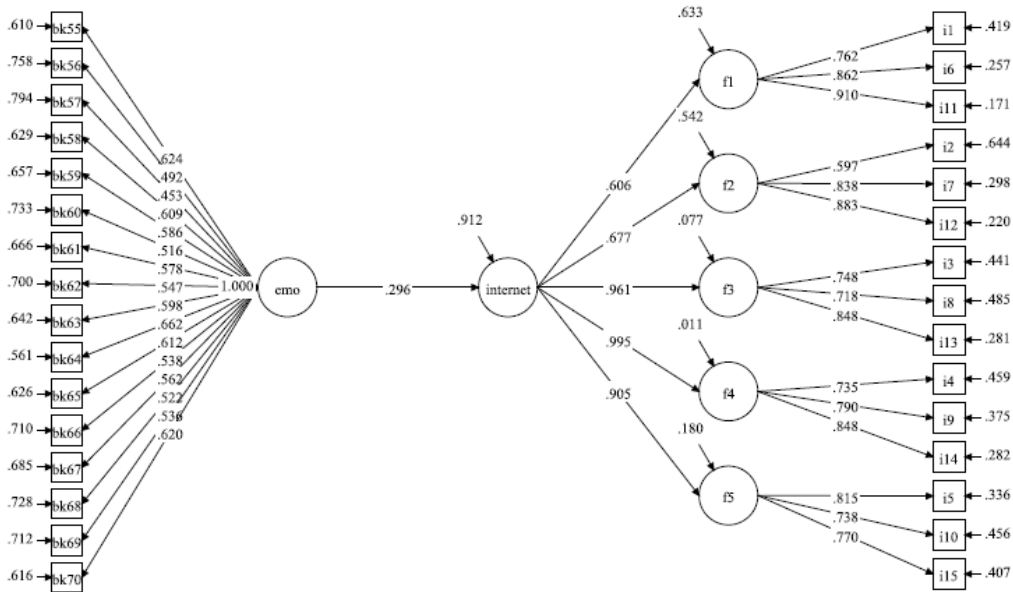 .610 bk55
.758 bk56
.794 bk57
.629 bk58
.657 bk59
.733 bk60
.666 bk61
.700 bk62
.642 bk63
.561 bk64
.626 bk65
.710 bk66
.685 bk67
.728 bk68
.712 bk69
.616 bk70
.624
.492
.453
.609
.586
.516
.578
.547
.598
.662
.612
.538
.562
.522
.536
.620
1.000
emo
.296
.912
internet
.606
.677
.961
.995
.905
.633
f1
.542
f2
.077
f3
.011
f4
.180
f5
.762
.862
.910
.597
.838
.883
.748
.718
.848
.735
.790
.848
.815
.738
.770
i1 .419
i6 .257
i11 .171
i2 .644
i7 .298
i12 .220
i3 .441
i8 .485
i13 .281
i4 .459
i9 .375
i14 .282
i5 .336
i10 .456
i15 .407